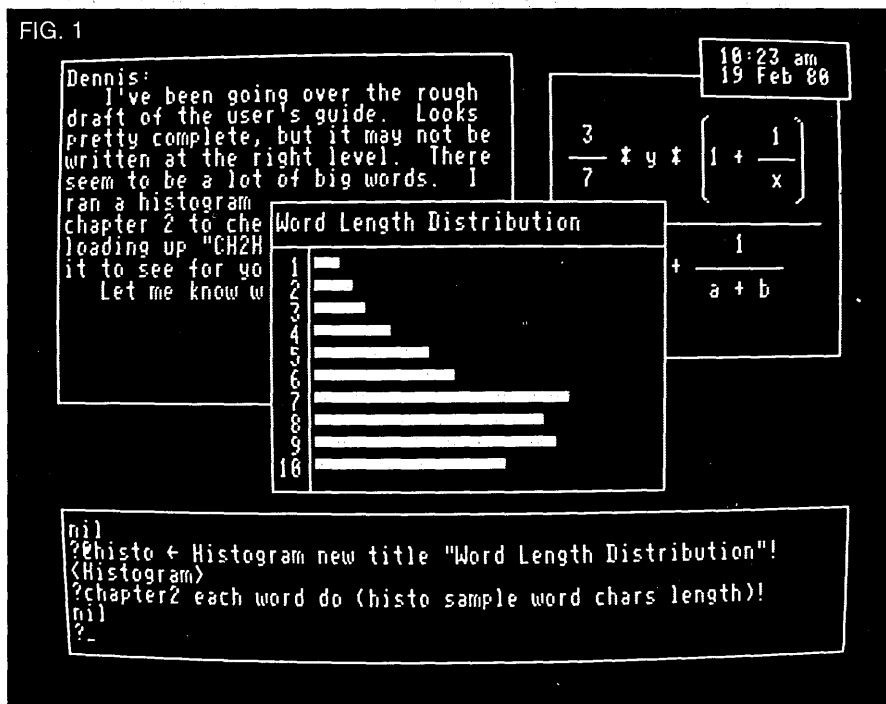 FIG. 1
Dennis:
I've been going over the rough
draft of the user's guide. Looks
pretty complete, but it may not be
written at the right level. There
seem to be a lot of big words. I
ran a histogram
chapter 2 to che
loading up "CH2H
it to see for yo
Let me know w
10:23 am
19 Feb 80
3
7
* y *
(1 +
1
x
)
+
1
a + b
Word Length Distribution
1
2
3
4
5
6
7
8
9
10
nil
?@histo ← Histogram new title "Word Length Distribution"!
<Histogram>
?chapter2 each word do (histo sample word chars length)!
nil
?_